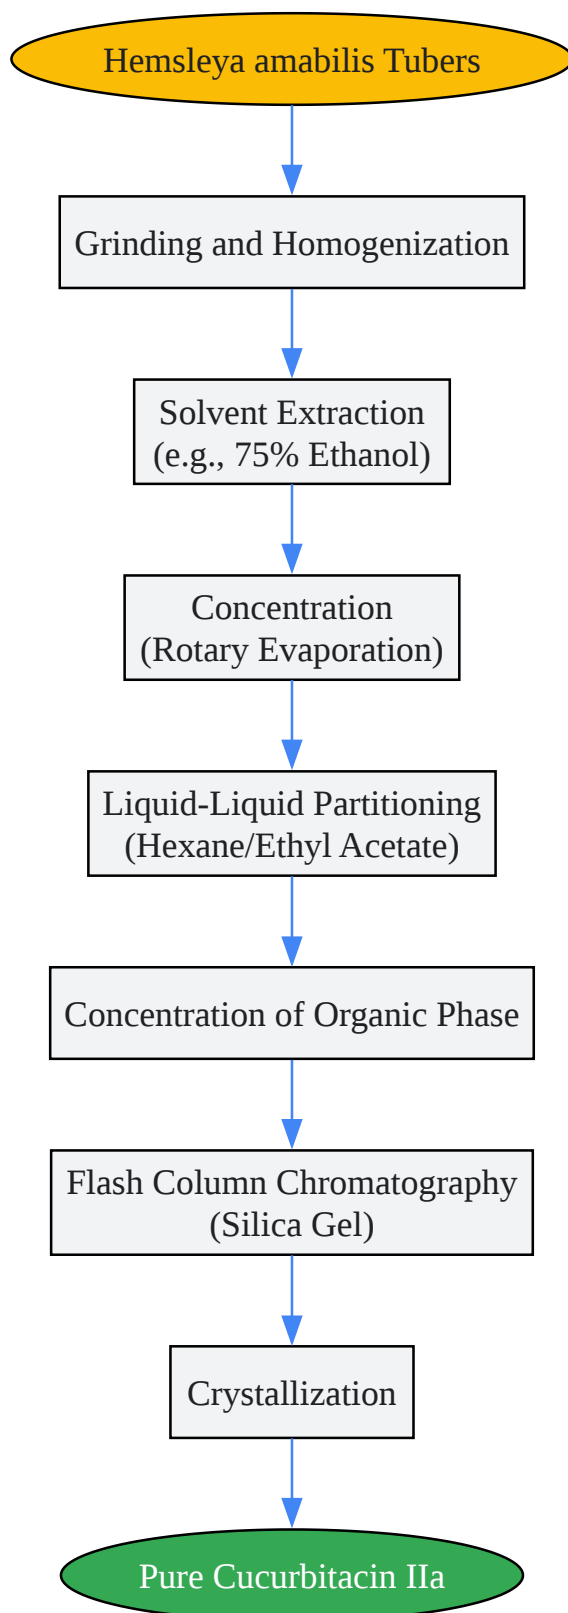 Hemsleya amabilis Tubers
Grinding and Homogenization
Solvent Extraction
(e.g., 75% Ethanol)
Concentration
(Rotary Evaporation)
Liquid-Liquid Partitioning
(Hexane/Ethyl Acetate)
Concentration of Organic Phase
Flash Column Chromatography
(Silica Gel)
Crystallization
Pure Cucurbitacin IIa